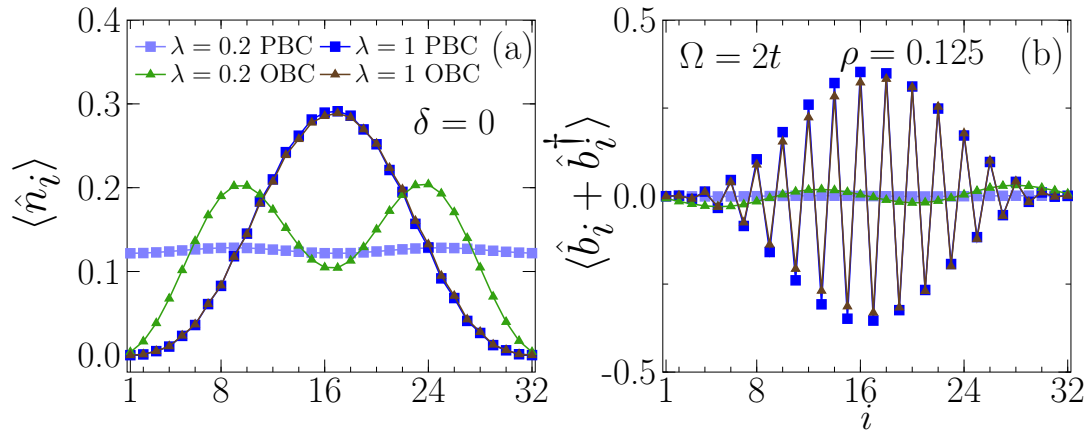 0.4
0.3
0.2
0.1
0.0
⟨n̂ᵢ⟩
λ = 0.2 PBC
λ = 1 PBC
λ = 0.2 OBC
λ = 1 OBC
(a)
δ = 0
1
8
16
24
32
0.5
0.0
-0.5
⟨b̂ᵢ + b̂ᵢ†⟩
Ω = 2t
ρ = 0.125
(b)
1
8
16
24
32
i